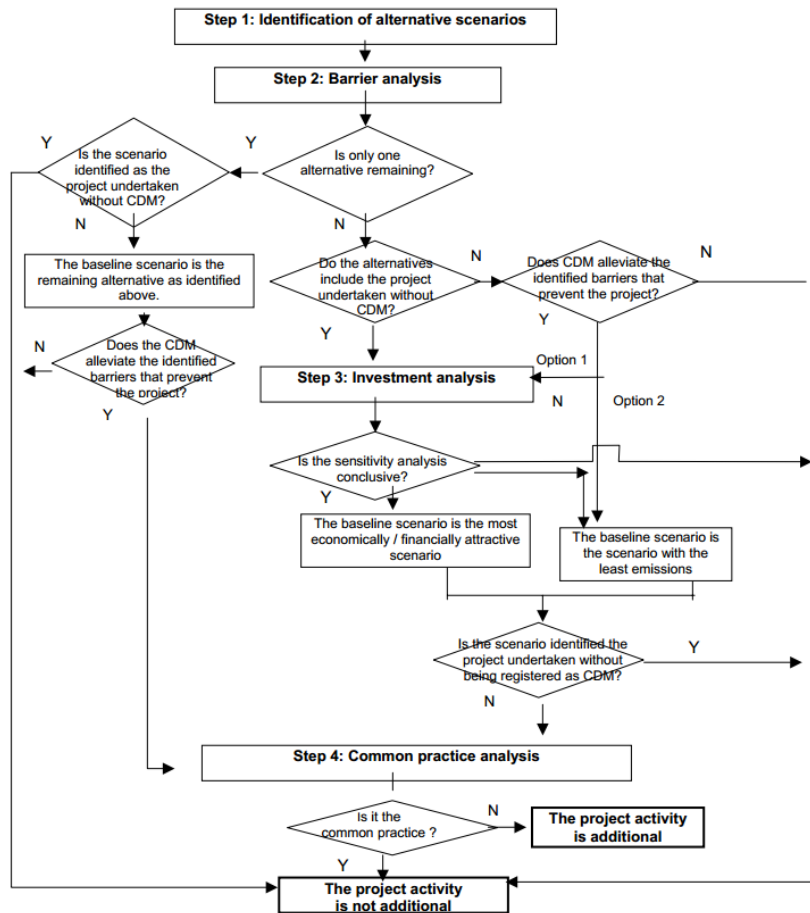 Step 1: Identification of alternative scenarios
Step 2: Barrier analysis
Y
Y
Is the scenario
identified as the
project undertaken
without CDM?
Is only one
alternative remaining?
N
N
The baseline scenario is the
remaining alternative as identified
above.
Do the alternatives
include the project
undertaken without
CDM?
N
Does CDM alleviate the
identified barriers that
prevent the project?
N
Y
Y
N
Does the CDM
alleviate the identified
barriers that prevent
the project?
Y
Option 1
Step 3: Investment analysis
N
Option 2
Is the sensitivity analysis
conclusive?
Y
The baseline scenario is the most
economically / financially attractive
scenario
The baseline scenario is
the scenario with the
least emissions
Is the scenario identified the
project undertaken without
being registered as CDM?
Y
N
Step 4: Common practice analysis
Is it the
common practice ?
N
The project activity
is additional
Y
The project activity
is not additional